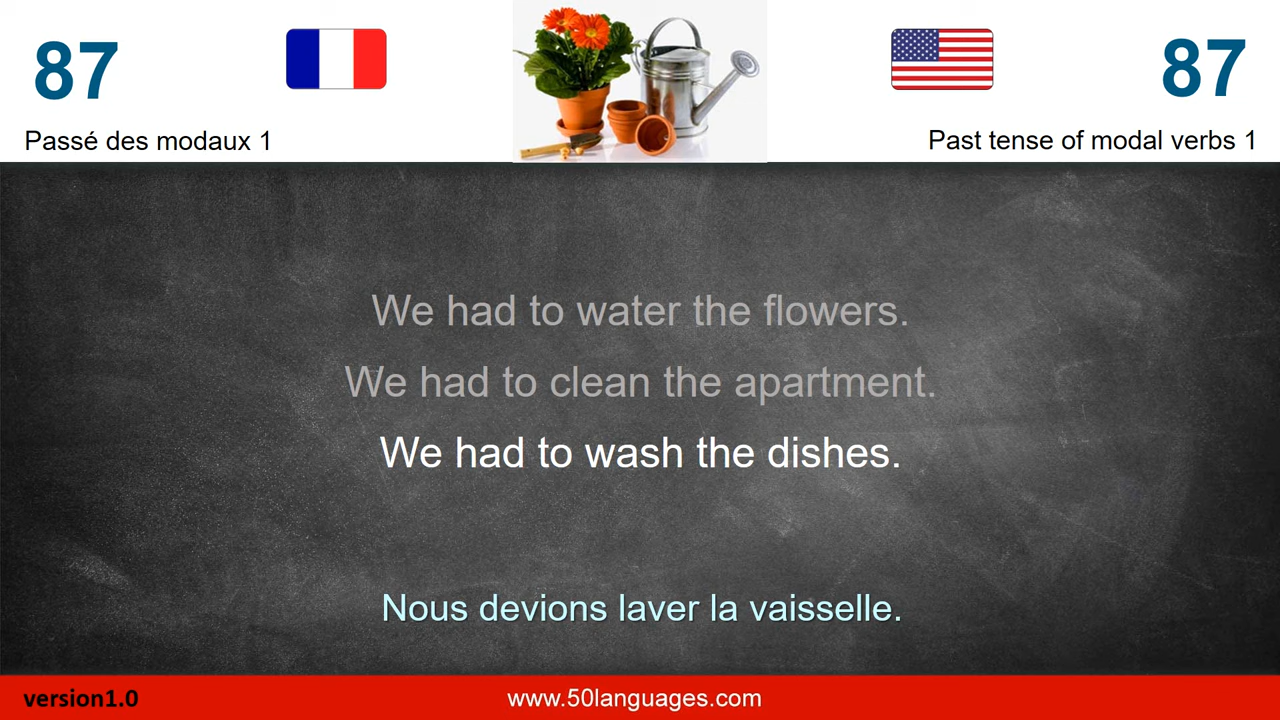 87
87
Passé des modaux 1
Past tense of modal verbs 1
We had to water the flowers.
We had to clean the apartment.
We had to wash the dishes.
Nous devions laver la vaisselle.
version1.0
www.50languages.com